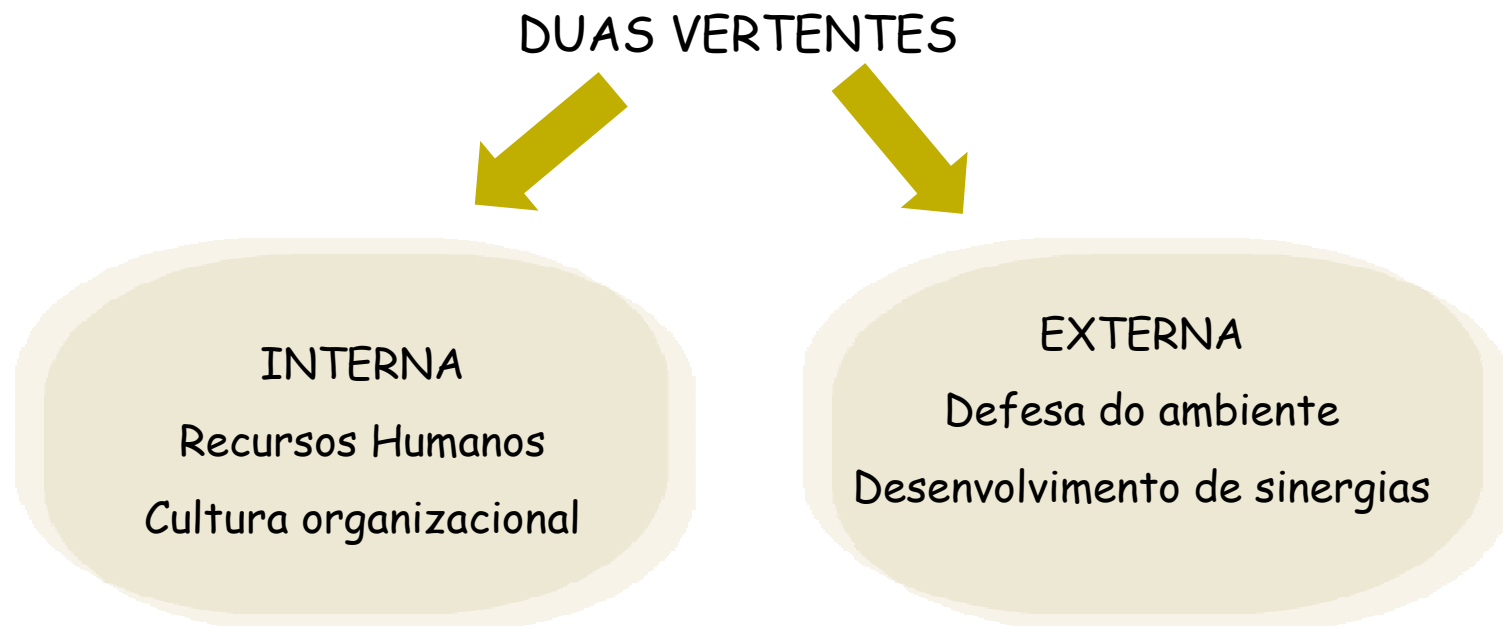 DUAS VERTENTES
INTERNA
Recursos Humanos
Cultura organizacional
EXTERNA
Defesa do ambiente
Desenvolvimento de sinergias